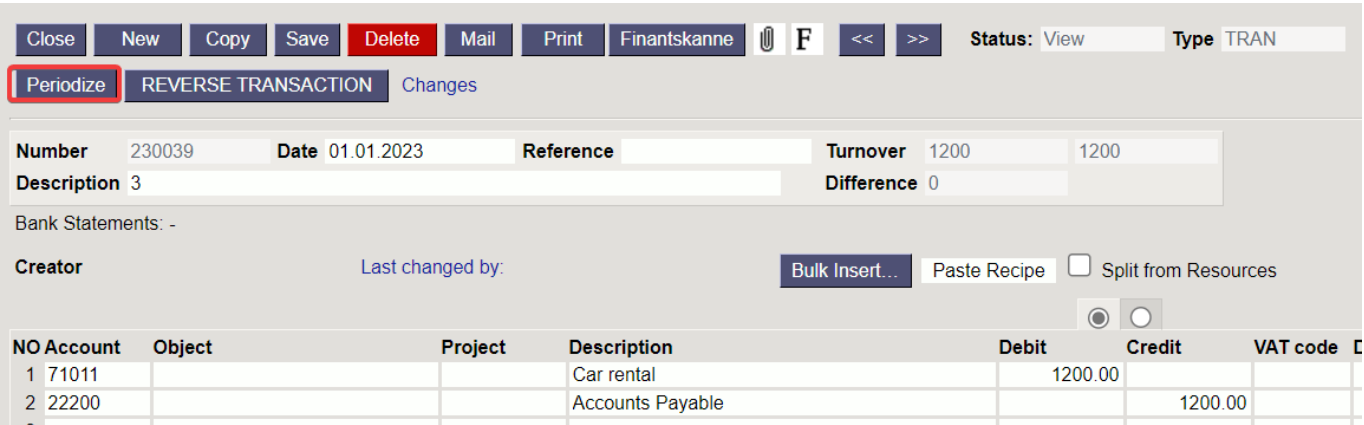 Close New Copy Save Delete Mail Print Finantskanne F << >> Status: View Type TRAN
Periodize REVERSE TRANSACTION Changes
Number 230039 Date 01.01.2023 Reference Turnover 1200 1200
Description 3 Difference 0
Bank Statements: -
Creator Last changed by: Bulk Insert... Paste Recipe Split from Resources
NO Account Object Project Description Debit Credit VAT code
1 71011 Car rental 1200.00
2 22200 Accounts Payable 1200.00